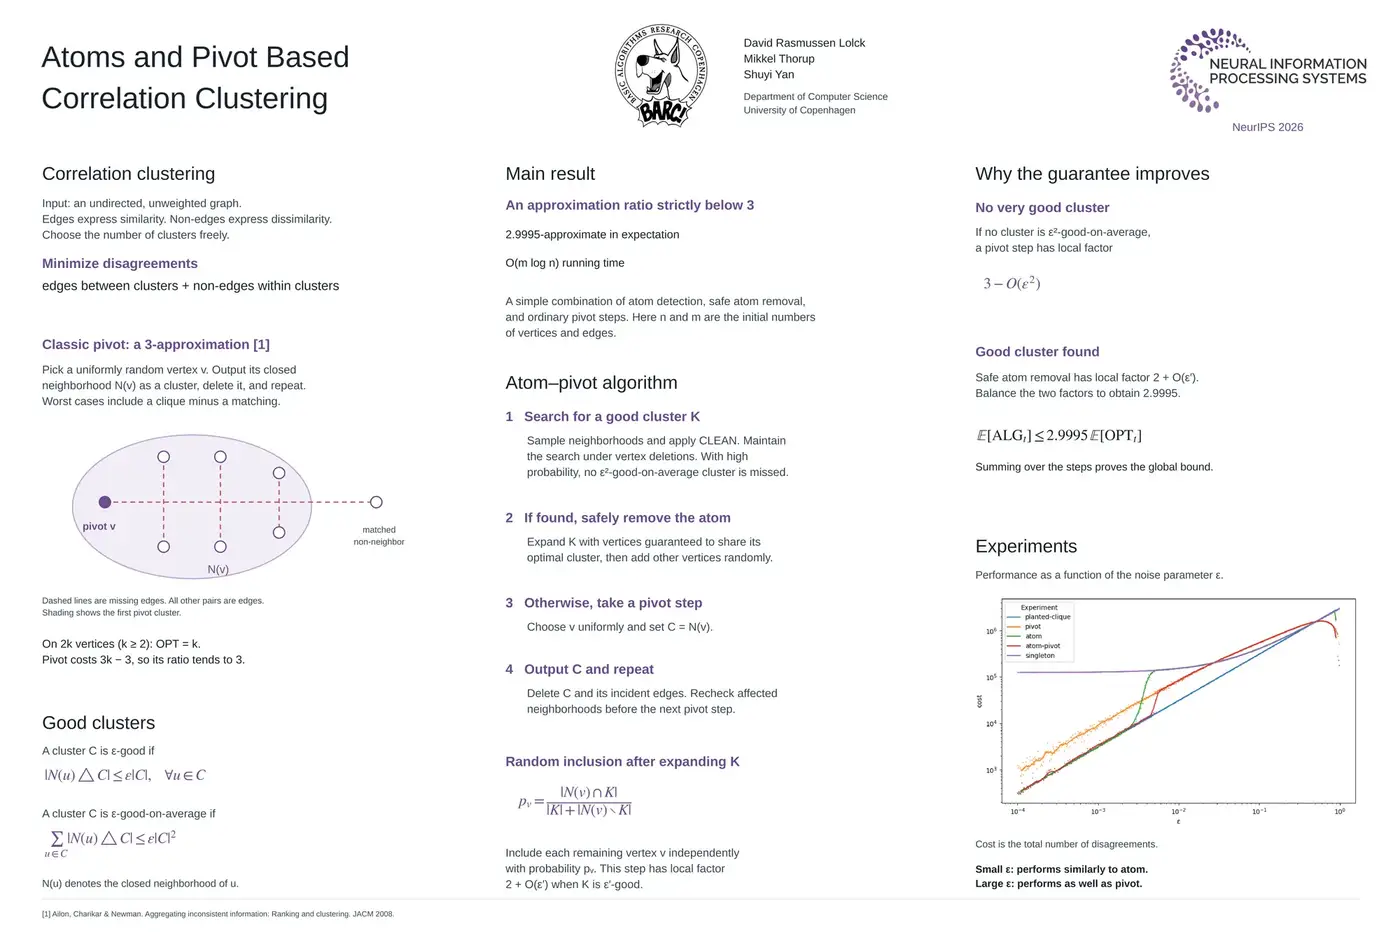 Atoms and Pivot Based
Correlation Clustering
BASIC ALGORITHMS RESEARCH COPENHAGEN
BARC!
David Rasmussen Lolck
Mikkel Thorup
Shuyi Yan
Department of Computer Science
University of Copenhagen
NEURAL INFORMATION
PROCESSING SYSTEMS
NeurIPS 2026
Correlation clustering
Input: an undirected, unweighted graph.
Edges express similarity. Non-edges express dissimilarity.
Choose the number of clusters freely.
Minimize disagreements
edges between clusters + non-edges within clusters
Classic pivot: a 3-approximation [1]
Pick a uniformly random vertex v. Output its closed
neighborhood N(v) as a cluster, delete it, and repeat.
Worst cases include a clique minus a matching.
pivot v
N(v)
matched
non-neighbor
Dashed lines are missing edges. All other pairs are edges.
Shading shows the first pivot cluster.
On 2k vertices (k ≥ 2): OPT = k.
Pivot costs 3k − 3, so its ratio tends to 3.
Good clusters
A cluster C is ε-good if
|N(u) △ C| ≤ ε|C|, ∀u ∈ C
A cluster C is ε-good-on-average if
∑ |N(u) △ C| ≤ ε|C|²
u ∈ C
N(u) denotes the closed neighborhood of u.
Main result
An approximation ratio strictly below 3
2.9995-approximate in expectation
O(m log n) running time
A simple combination of atom detection, safe atom removal,
and ordinary pivot steps. Here n and m are the initial numbers
of vertices and edges.
Atom–pivot algorithm
1 Search for a good cluster K
Sample neighborhoods and apply CLEAN. Maintain
the search under vertex deletions. With high
probability, no ε²-good-on-average cluster is missed.
2 If found, safely remove the atom
Expand K with vertices guaranteed to share its
optimal cluster, then add other vertices randomly.
3 Otherwise, take a pivot step
Choose v uniformly and set C = N(v).
4 Output C and repeat
Delete C and its incident edges. Recheck affected
neighborhoods before the next pivot step.
Random inclusion after expanding K
|N(v) ∩ K|
pᵥ =
|K| + |N(v) \ K|
Include each remaining vertex v independently
with probability pᵥ. This step has local factor
2 + O(ε′) when K is ε′-good.
Why the guarantee improves
No very good cluster
If no cluster is ε²-good-on-average,
a pivot step has local factor
3 − O(ε²)
Good cluster found
Safe atom removal has local factor 2 + O(ε′).
Balance the two factors to obtain 2.9995.
𝔼[ALGₜ] ≤ 2.9995 𝔼[OPTₜ]
Summing over the steps proves the global bound.
Experiments
Performance as a function of the noise parameter ε.
Experiment
planted-clique
pivot
atom
atom-pivot
singleton
10⁶
10⁵
10⁴
10³
cost
10⁻⁴ 10⁻³ 10⁻² 10⁻¹ 10⁰
ε
Cost is the total number of disagreements.
Small ε: performs similarly to atom.
Large ε: performs as well as pivot.
[1] Ailon, Charikar & Newman. Aggregating inconsistent information: Ranking and clustering. JACM 2008.